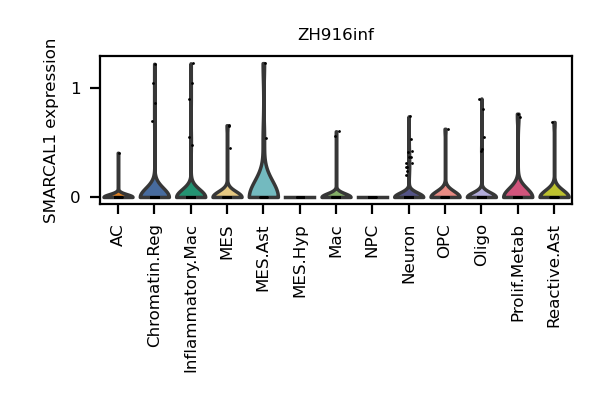 ZH916inf
SMARCAL1 expression
1
0
AC
Chromatin.Reg
Inflammatory.Mac
MES
MES.Ast
MES.Hyp
Mac
NPC
Neuron
OPC
Oligo
Prolif.Metab
Reactive.Ast